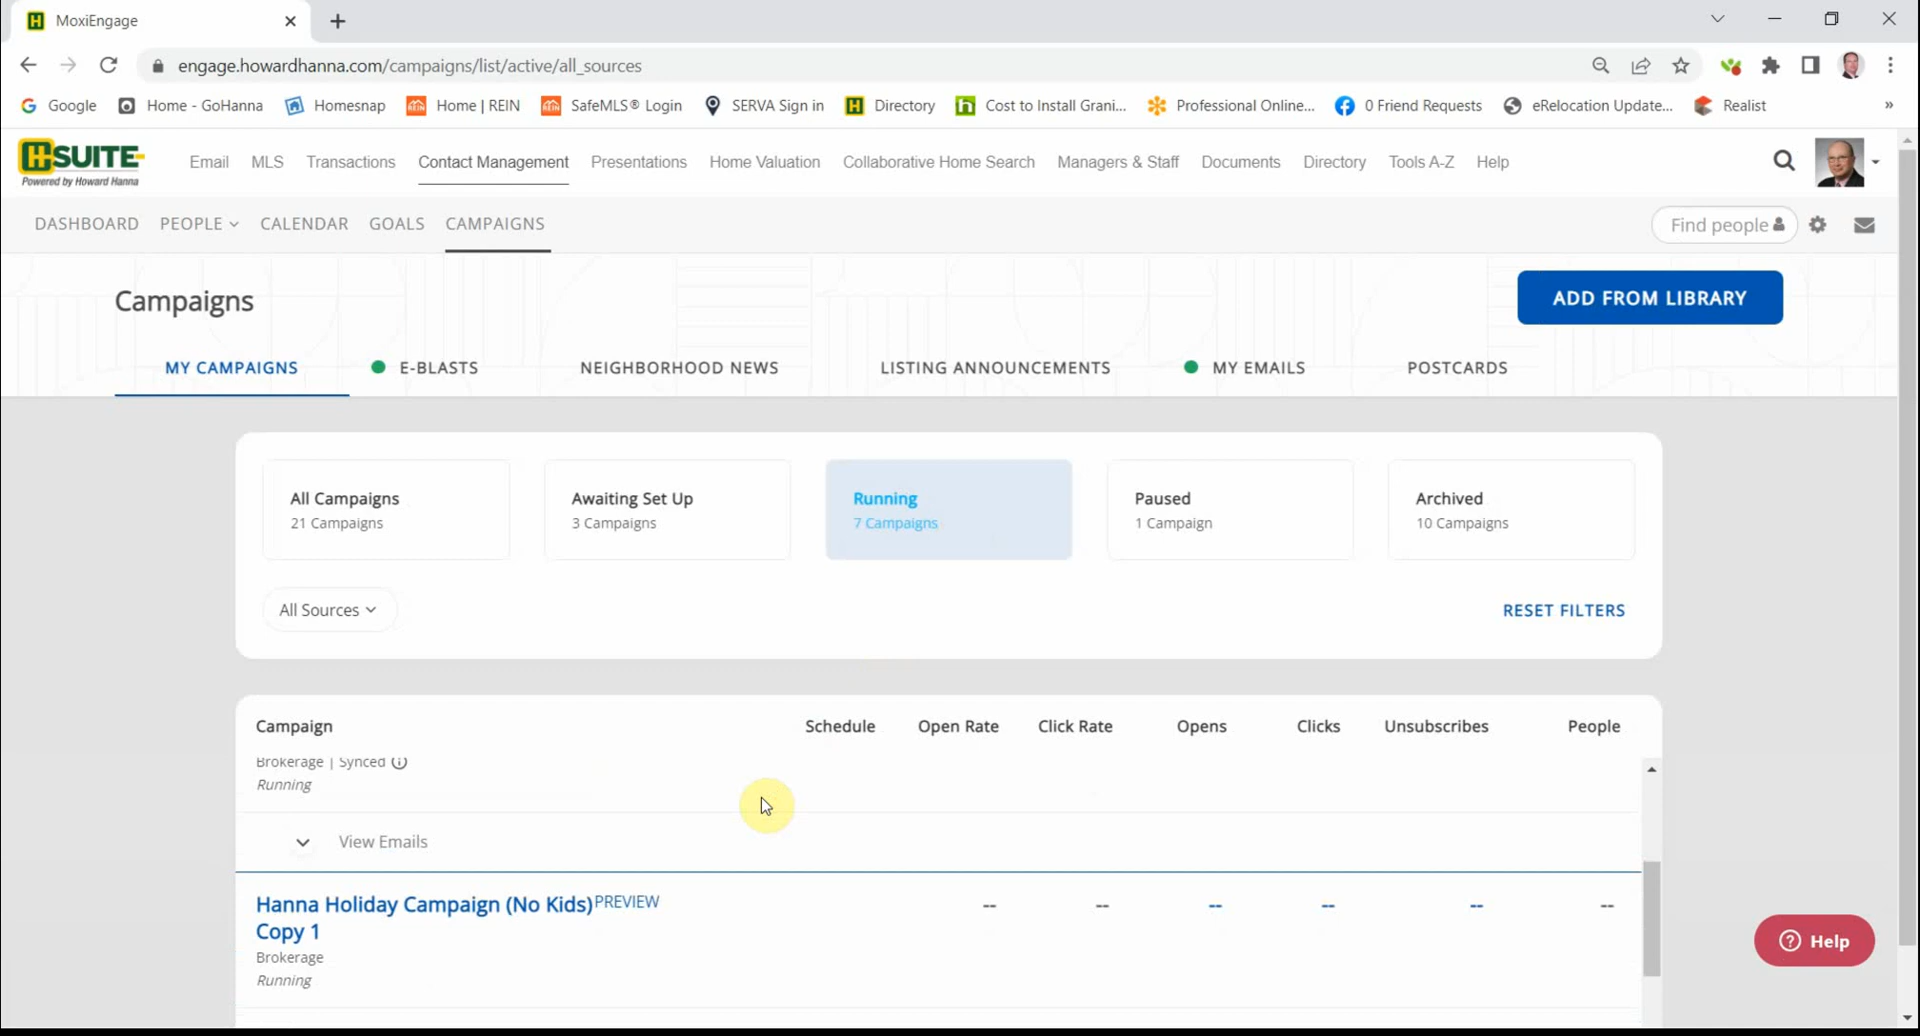 MoxiEngage
engage.howardhanna.com/campaigns/list/active/all_sources
Google Home - GoHanna Homesnap Home | REIN SafeMLS® Login SERVA Sign in Directory Cost to Install Grani... Professional Online... 0 Friend Requests eRelocation Update... Realist »
H SUITE
Powered by Howard Hanna
Email MLS Transactions Contact Management Presentations Home Valuation Collaborative Home Search Managers & Staff Documents Directory Tools A-Z Help
DASHBOARD PEOPLE CALENDAR GOALS CAMPAIGNS Find people
Campaigns
ADD FROM LIBRARY
MY CAMPAIGNS E-BLASTS NEIGHBORHOOD NEWS LISTING ANNOUNCEMENTS MY EMAILS POSTCARDS
All Campaigns Awaiting Set Up Running Paused Archived
21 Campaigns 3 Campaigns 7 Campaigns 1 Campaign 10 Campaigns
All Sources RESET FILTERS
Campaign Schedule Open Rate Click Rate Opens Clicks Unsubscribes People
Brokerage | Synced
Running
View Emails
Hanna Holiday Campaign (No Kids) PREVIEW -- -- -- -- -- --
Copy 1
Brokerage
Running
Help